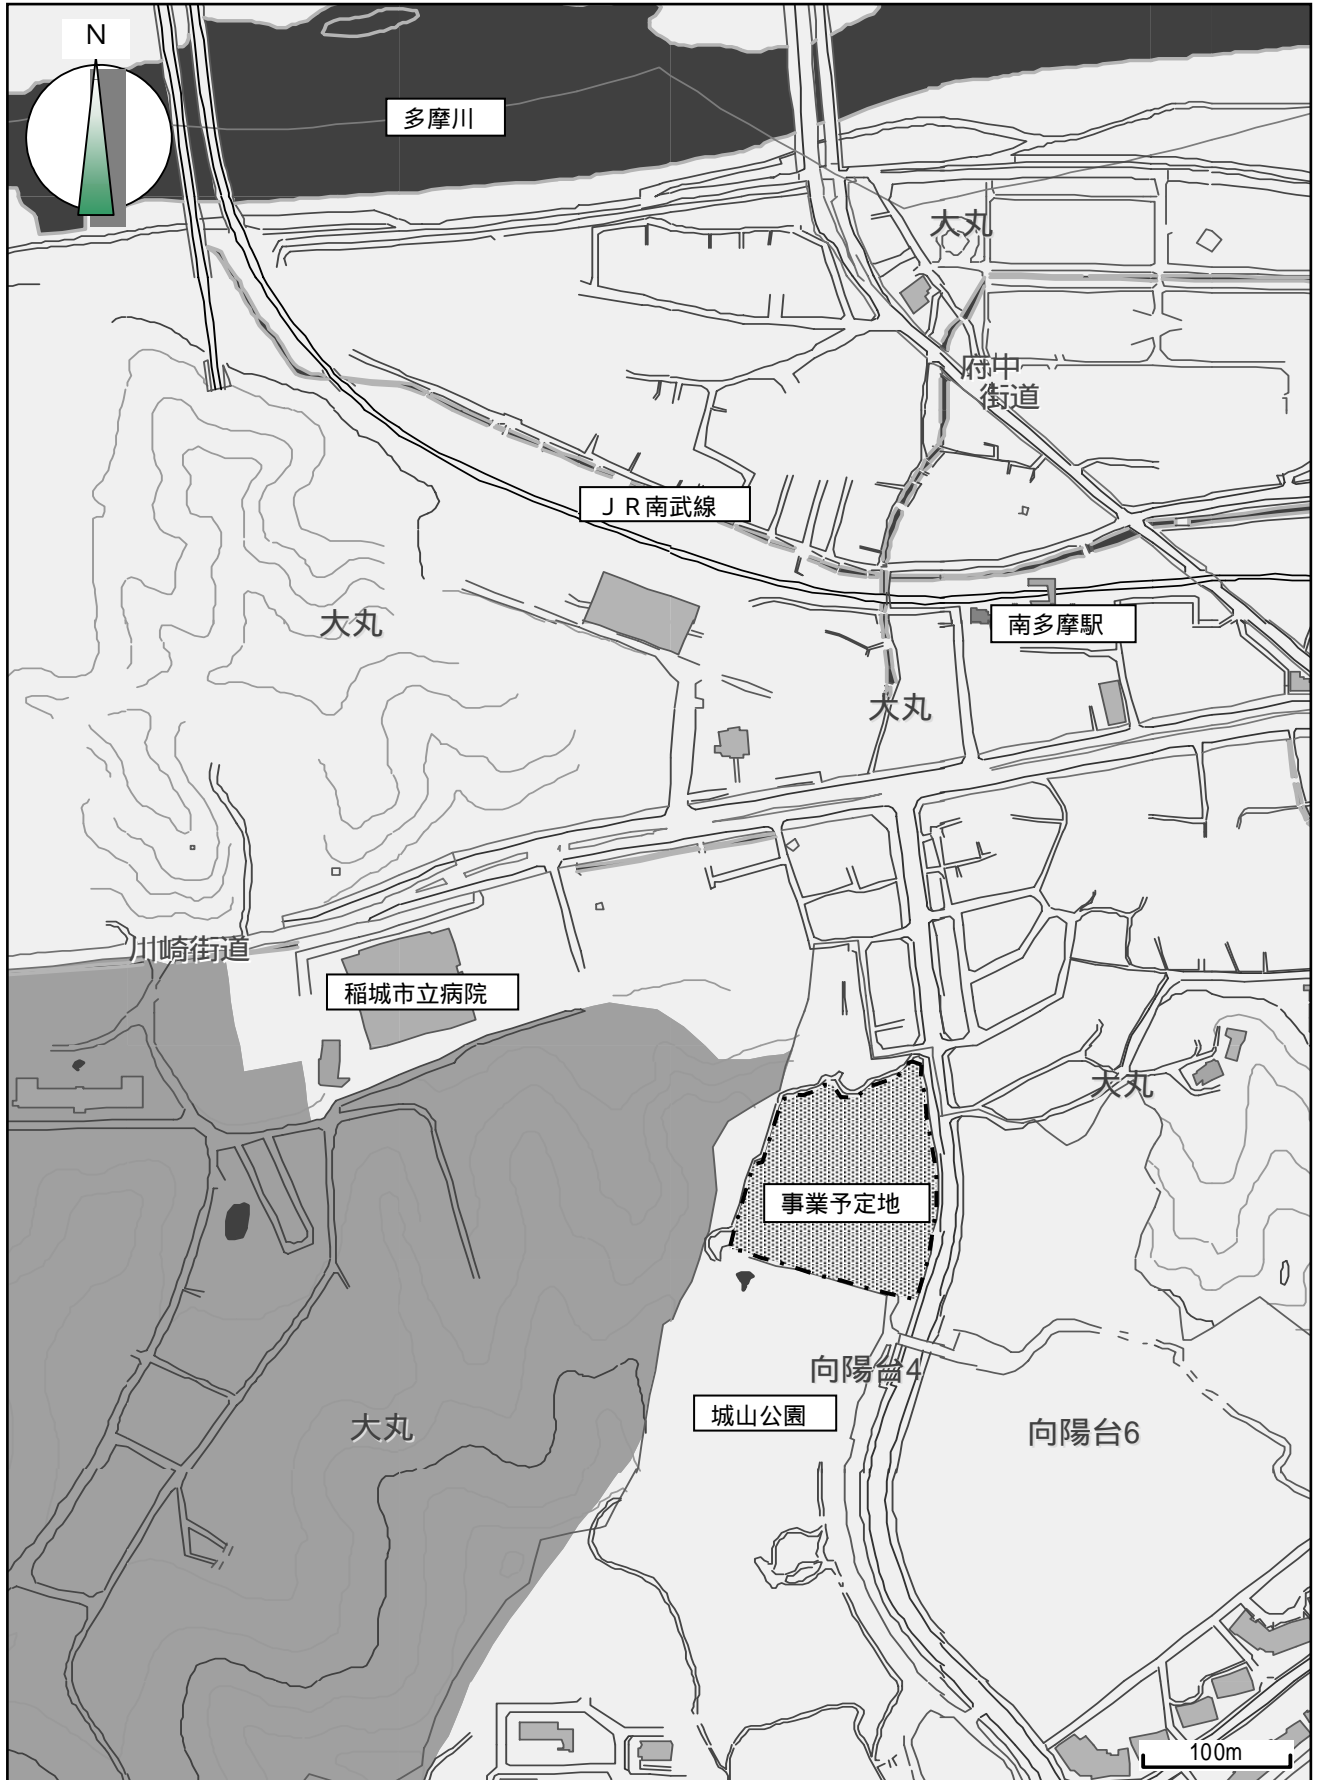 N
多摩川
大丸
府中
街道
ＪＲ南武線
大丸
南多摩駅
大丸
川崎街道
稲城市立病院
大丸
事業予定地
向陽台4
城山公園
大丸
向陽台6
100m